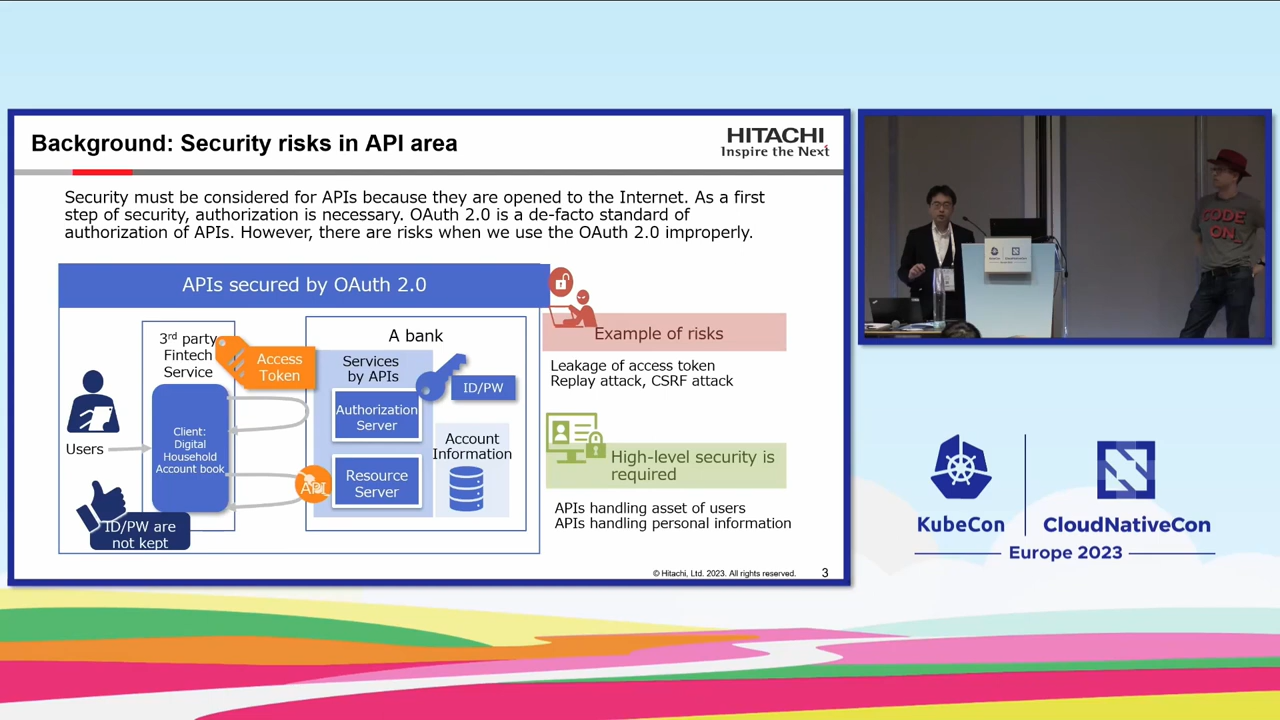 Background: Security risks in API area
HITACHI
Inspire the Next
Security must be considered for APIs because they are opened to the Internet. As a first
step of security, authorization is necessary. OAuth 2.0 is a de-facto standard of
authorization of APIs. However, there are risks when we use the OAuth 2.0 improperly.
APIs secured by OAuth 2.0
3rd party
Fintech
Service
Access
Token
A bank
Services
by APIs
ID/PW
Authorization
Server
Users
Client:
Digital
Household
Account book
Account
Information
API
Resource
Server
ID/PW are
not kept
Example of risks
Leakage of access token
Replay attack, CSRF attack
High-level security is
required
APIs handling asset of users
APIs handling personal information
© Hitachi, Ltd. 2023. All rights reserved.
3
CODE
ON_
KubeCon
CloudNativeCon
Europe 2023